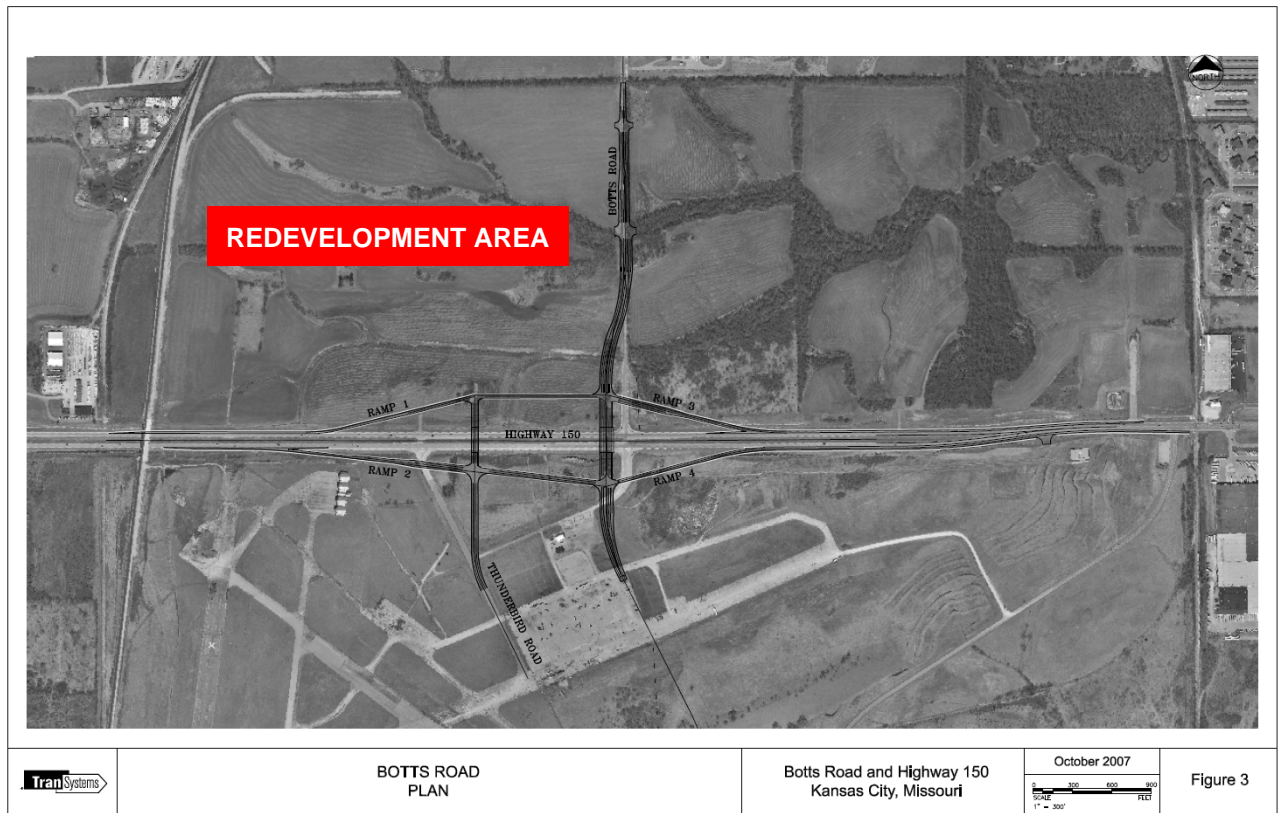 NORTH
BOTTS ROAD
REDEVELOPMENT AREA
RAMP 1
RAMP 3
HIGHWAY 150
RAMP 2
RAMP 4
THUNDERBIRD ROAD
TranSystems
BOTTS ROAD
PLAN
Botts Road and Highway 150
Kansas City, Missouri
October 2007
0 300 600 900
SCALE FEET
1" = 300'
Figure 3